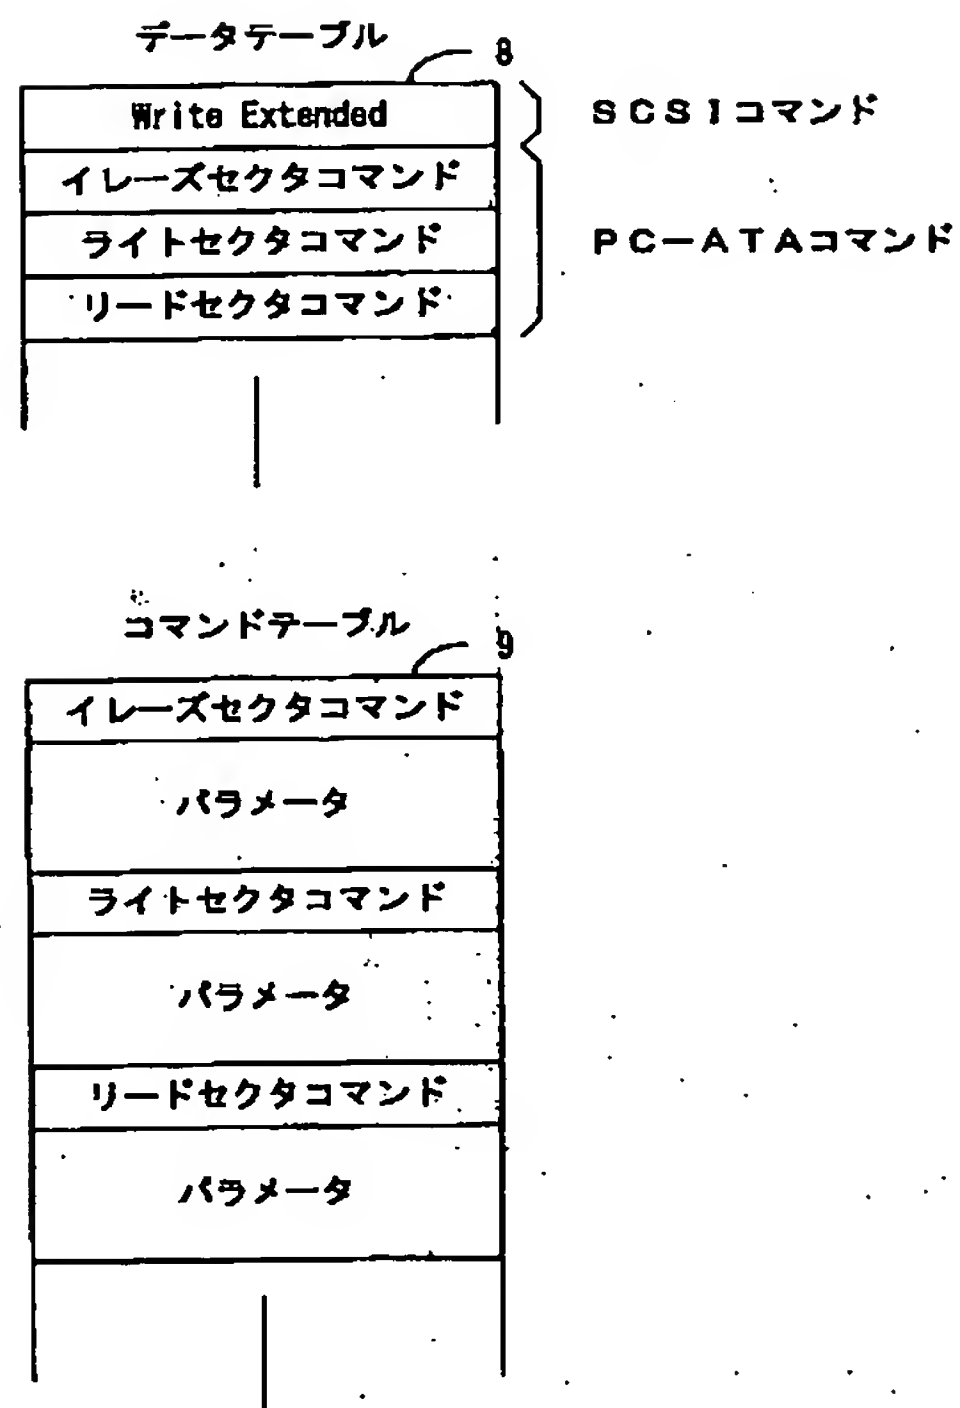 データテーブル
8
Write Extended
SCSIコマンド
イレーズセクタコマンド
ライトセクタコマンド
PC-ATAコマンド
リードセクタコマンド
コマンドテーブル
9
イレーズセクタコマンド
パラメータ
ライトセクタコマンド
パラメータ
リードセクタコマンド
パラメータ